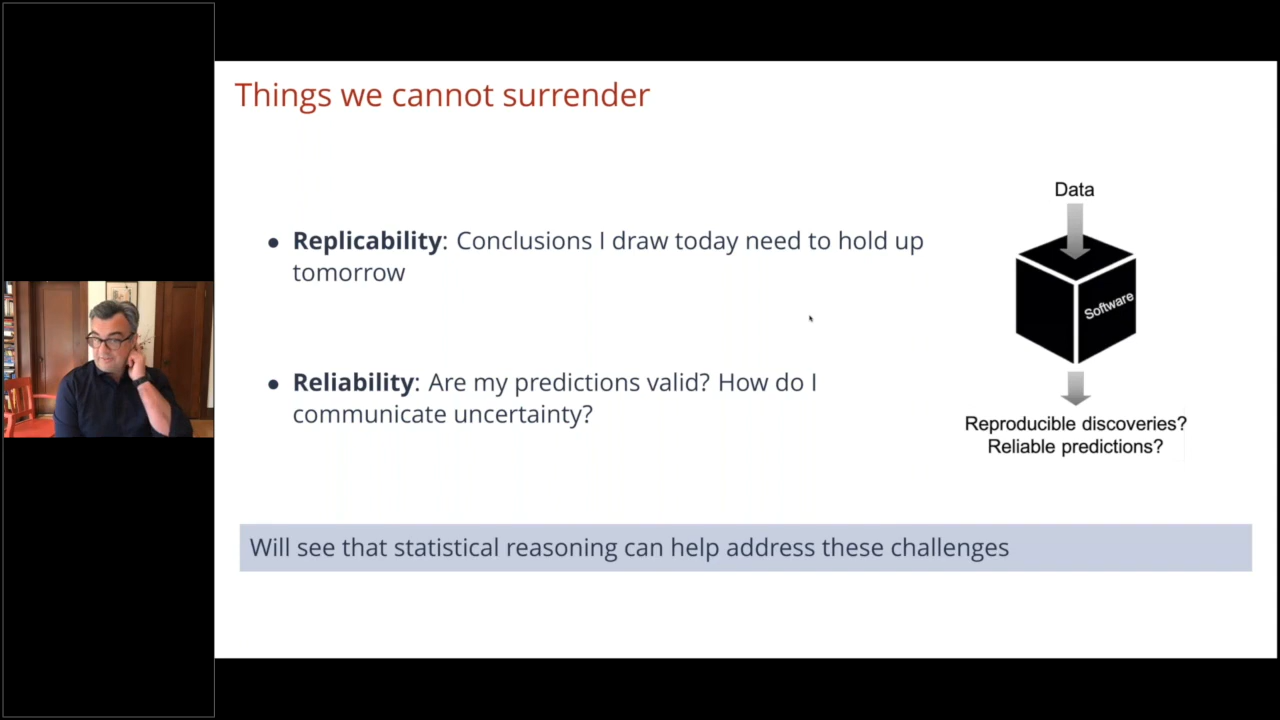 Things we cannot surrender
● Replicability: Conclusions I draw today need to hold up
tomorrow
● Reliability: Are my predictions valid? How do I
communicate uncertainty?
Data
Software
Reproducible discoveries?
Reliable predictions?
Will see that statistical reasoning can help address these challenges